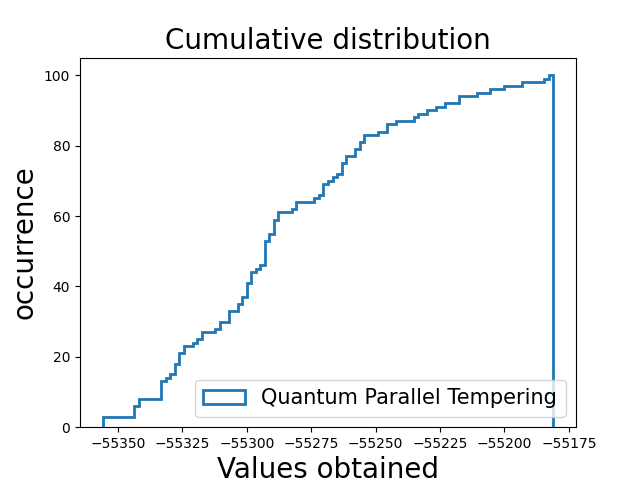 Cumulative distribution
100
80
60
40
20
0
occurrence
Quantum Parallel Tempering
−55350 −55325 −55300 −55275 −55250 −55225 −55200 −55175
Values obtained